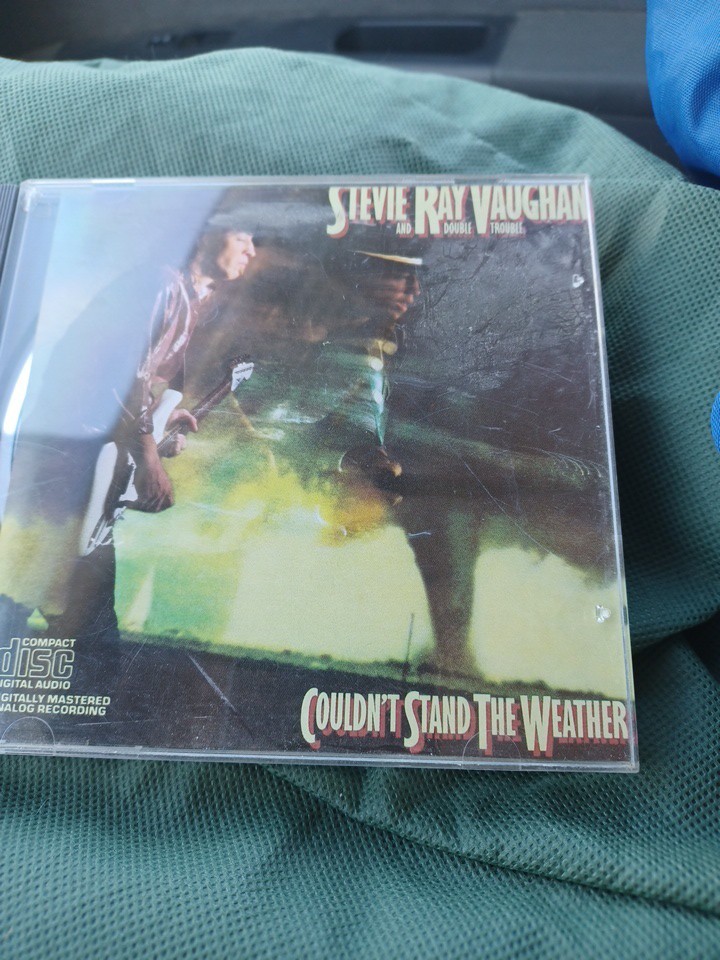 STEVIE RAY VAUGHAN
AND DOUBLE TROUBLE
COMPACT
disc
DIGITAL AUDIO
DIGITALLY MASTERED
ANALOG RECORDING
COULDN'T STAND THE WEATHER